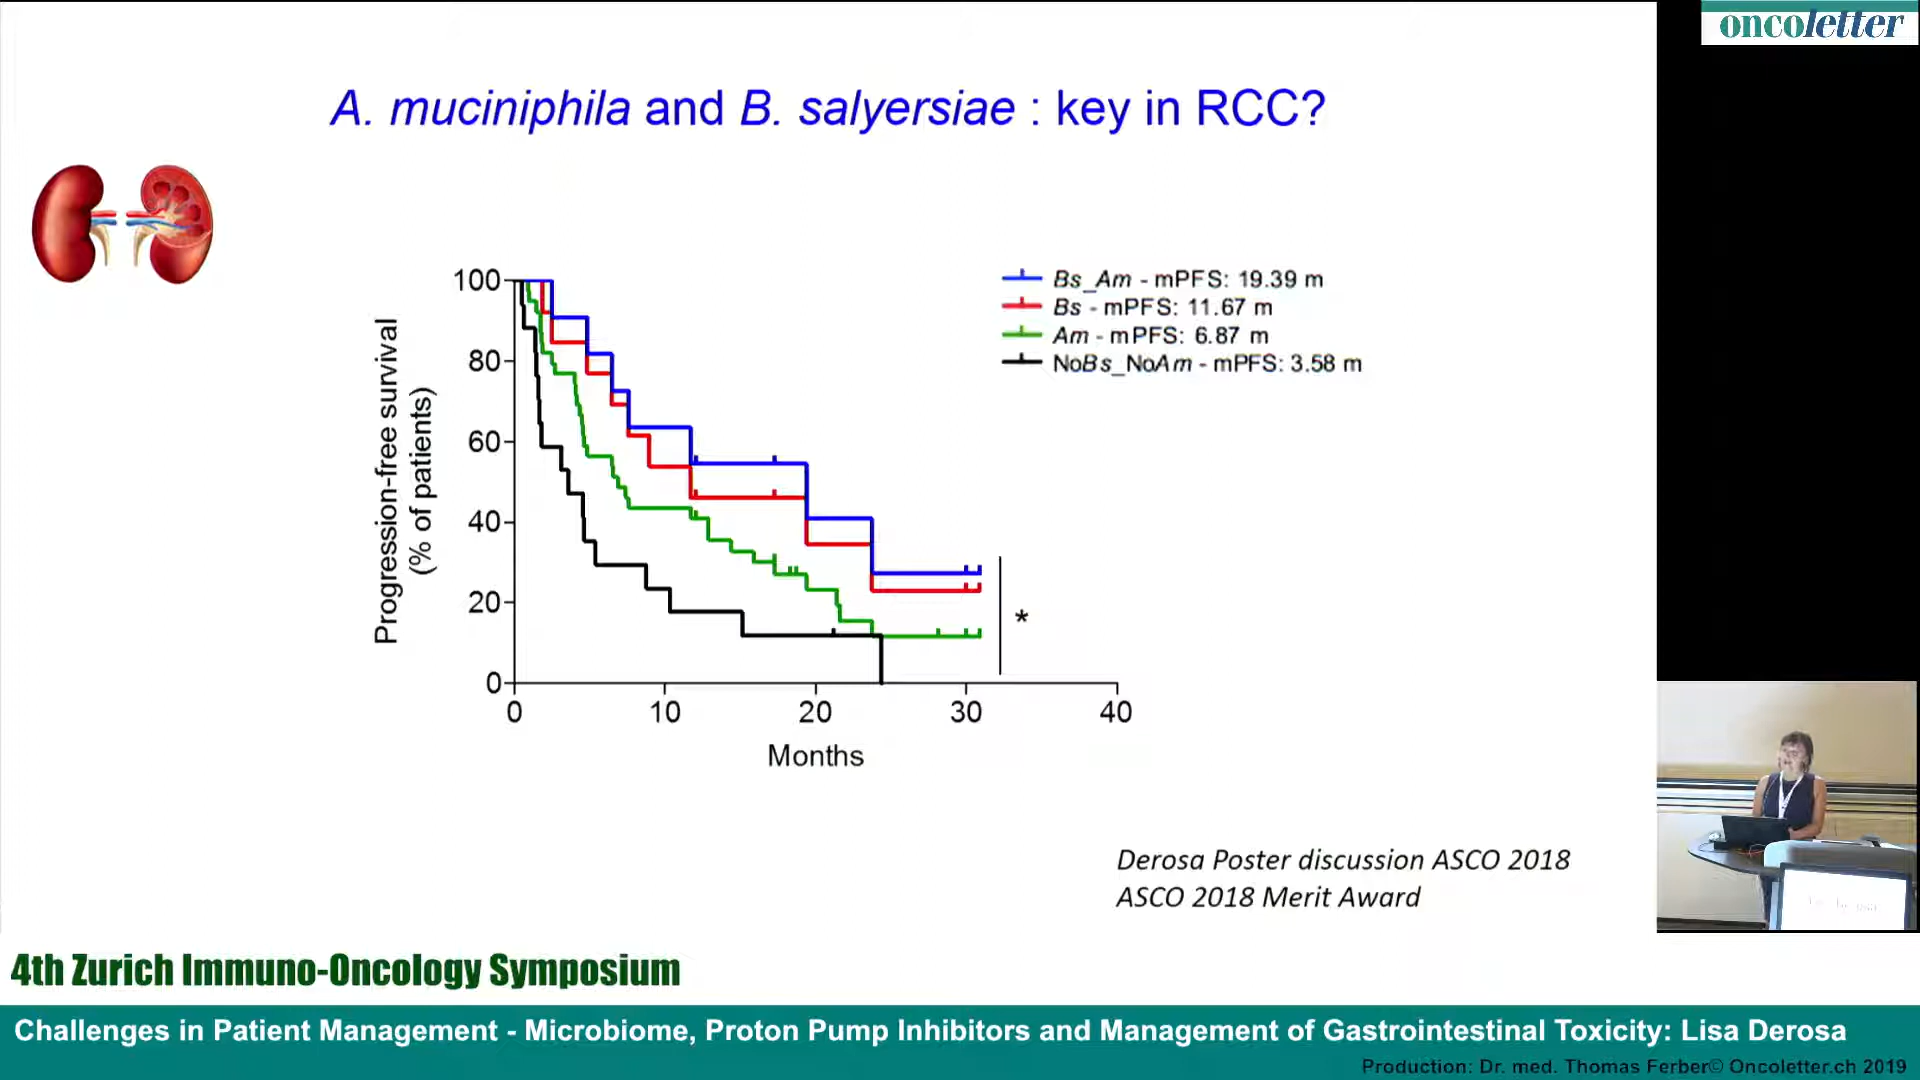 oncoletter
A. muciniphila and B. salyersiae : key in RCC?
Bs_Am - mPFS: 19.39 m
Bs - mPFS: 11.67 m
Am - mPFS: 6.87 m
NoBs_NoAm - mPFS: 3.58 m
Progression-free survival
(% of patients)
100
80
60
40
20
0
0 10 20 30 40
Months
*
Derosa Poster discussion ASCO 2018
ASCO 2018 Merit Award
4th Zurich Immuno-Oncology Symposium
Challenges in Patient Management - Microbiome, Proton Pump Inhibitors and Management of Gastrointestinal Toxicity: Lisa Derosa
Production: Dr. med. Thomas Ferber© Oncoletter.ch 2019